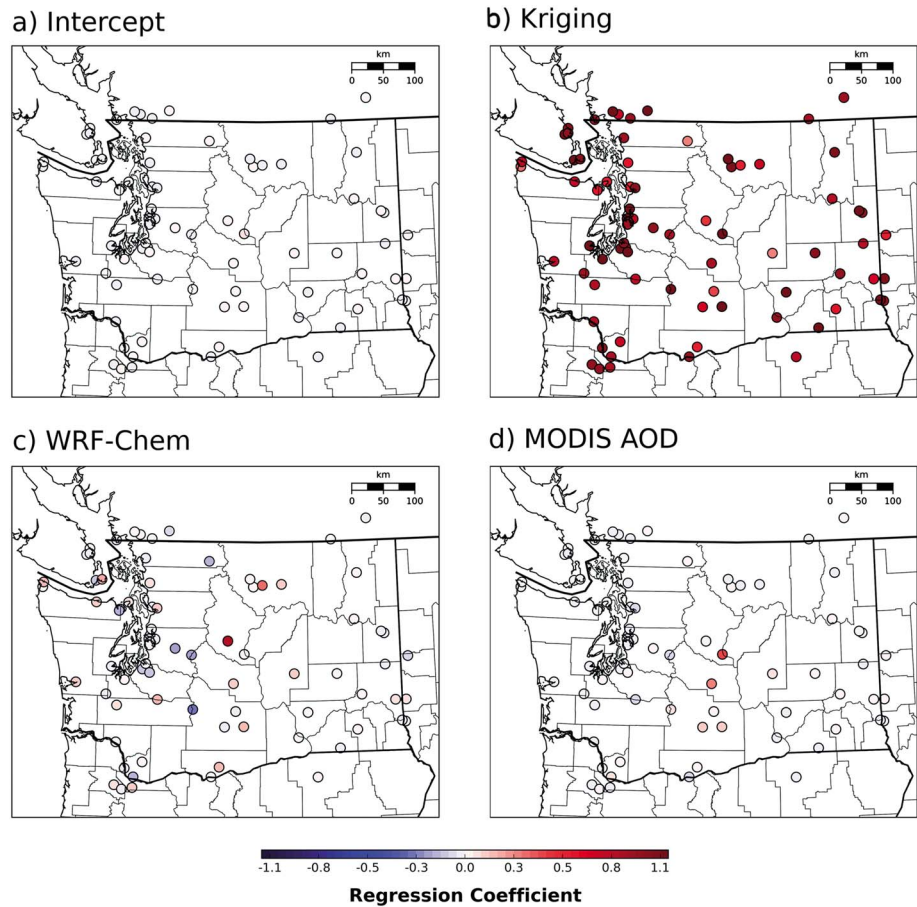 a) Intercept
km
0 50 100
b) Kriging
km
0 50 100
c) WRF-Chem
km
0 50 100
d) MODIS AOD
km
0 50 100
-1.1 -0.8 -0.5 -0.3 0.0 0.3 0.5 0.8 1.1
Regression Coefficient